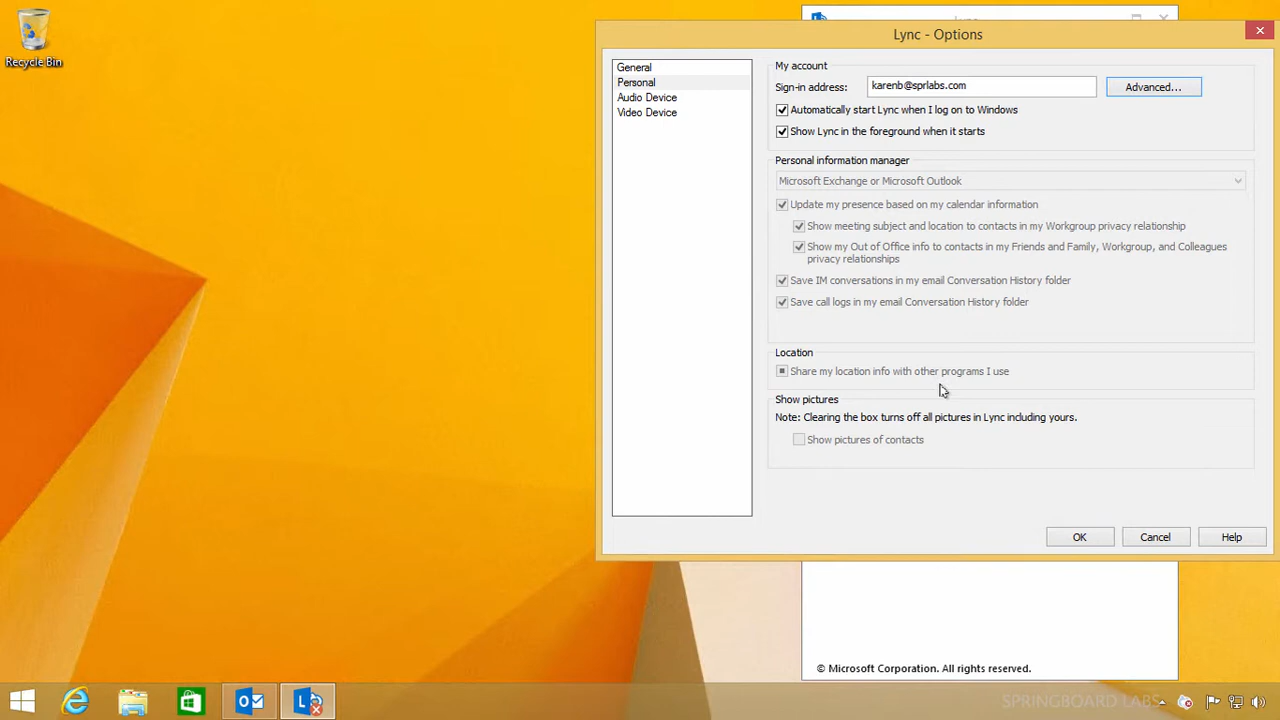 Recycle Bin
Lync
Lync - Options
General
Personal
Audio Device
Video Device
My account
Sign-in address:
karenb@sprlabs.com
Advanced...
Automatically start Lync when I log on to Windows
Show Lync in the foreground when it starts
Personal information manager
Microsoft Exchange or Microsoft Outlook
Update my presence based on my calendar information
Show meeting subject and location to contacts in my Workgroup privacy relationship
Show my Out of Office info to contacts in my Friends and Family, Workgroup, and Colleagues
privacy relationships
Save IM conversations in my email Conversation History folder
Save call logs in my email Conversation History folder
Location
Share my location info with other programs I use
Show pictures
Note: Clearing the box turns off all pictures in Lync including yours.
Show pictures of contacts
OK
Cancel
Help
© Microsoft Corporation. All rights reserved.
SPRINGBOARD LABS